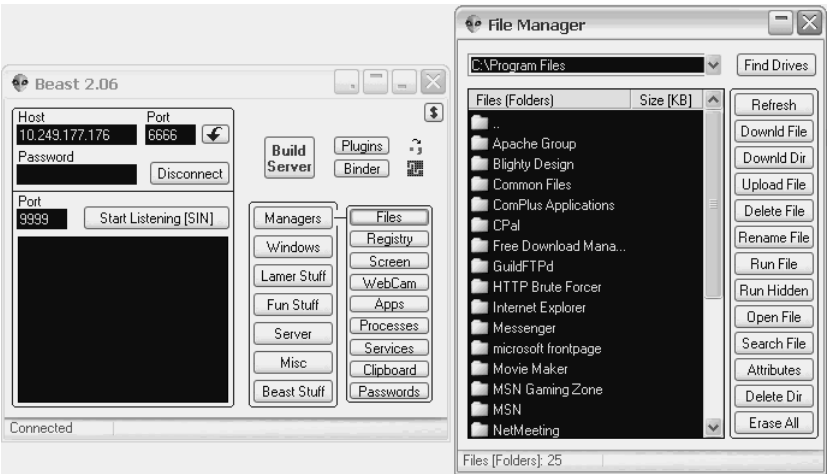 Beast 2.06
Host
Port
10.249.177.176
6666
Password
Disconnect
Port
9999
Start Listening [SIN]
$
Build
Server
Plugins
Binder
Managers
Windows
Lamer Stuff
Fun Stuff
Server
Misc
Beast Stuff
Files
Registry
Screen
WebCam
Apps
Processes
Services
Clipboard
Passwords
Connected
File Manager
C:\Program Files
Find Drives
Files (Folders)
Size [KB]
..
Apache Group
Blighty Design
Common Files
ComPlus Applications
CPal
Free Download Mana...
GuildFTPd
HTTP Brute Forcer
Internet Explorer
Messenger
microsoft frontpage
Movie Maker
MSN Gaming Zone
MSN
NetMeeting
Refresh
Downld File
Downld Dir
Upload File
Delete File
Rename File
Run File
Run Hidden
Open File
Search File
Attributes
Delete Dir
Erase All
Files [Folders]: 25